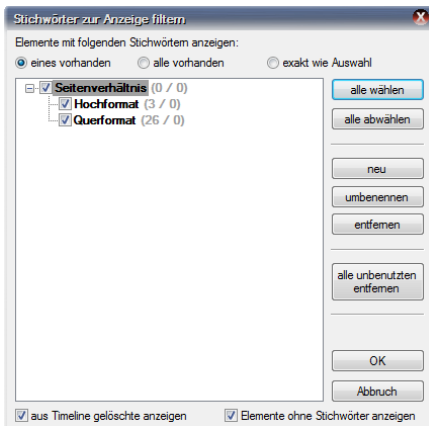 Stichwörter zur Anzeige filtern
Elemente mit folgenden Stichwörtern anzeigen:
eines vorhanden alle vorhanden exakt wie Auswahl
Seitenverhältnis (0 / 0)
Hochformat (3 / 0)
Querformat (26 / 0)
alle wählen
alle abwählen
neu
umbenennen
entfernen
alle unbenutzten
entfernen
OK
Abbruch
aus Timeline gelöschte anzeigen Elemente ohne Stichwörter anzeigen